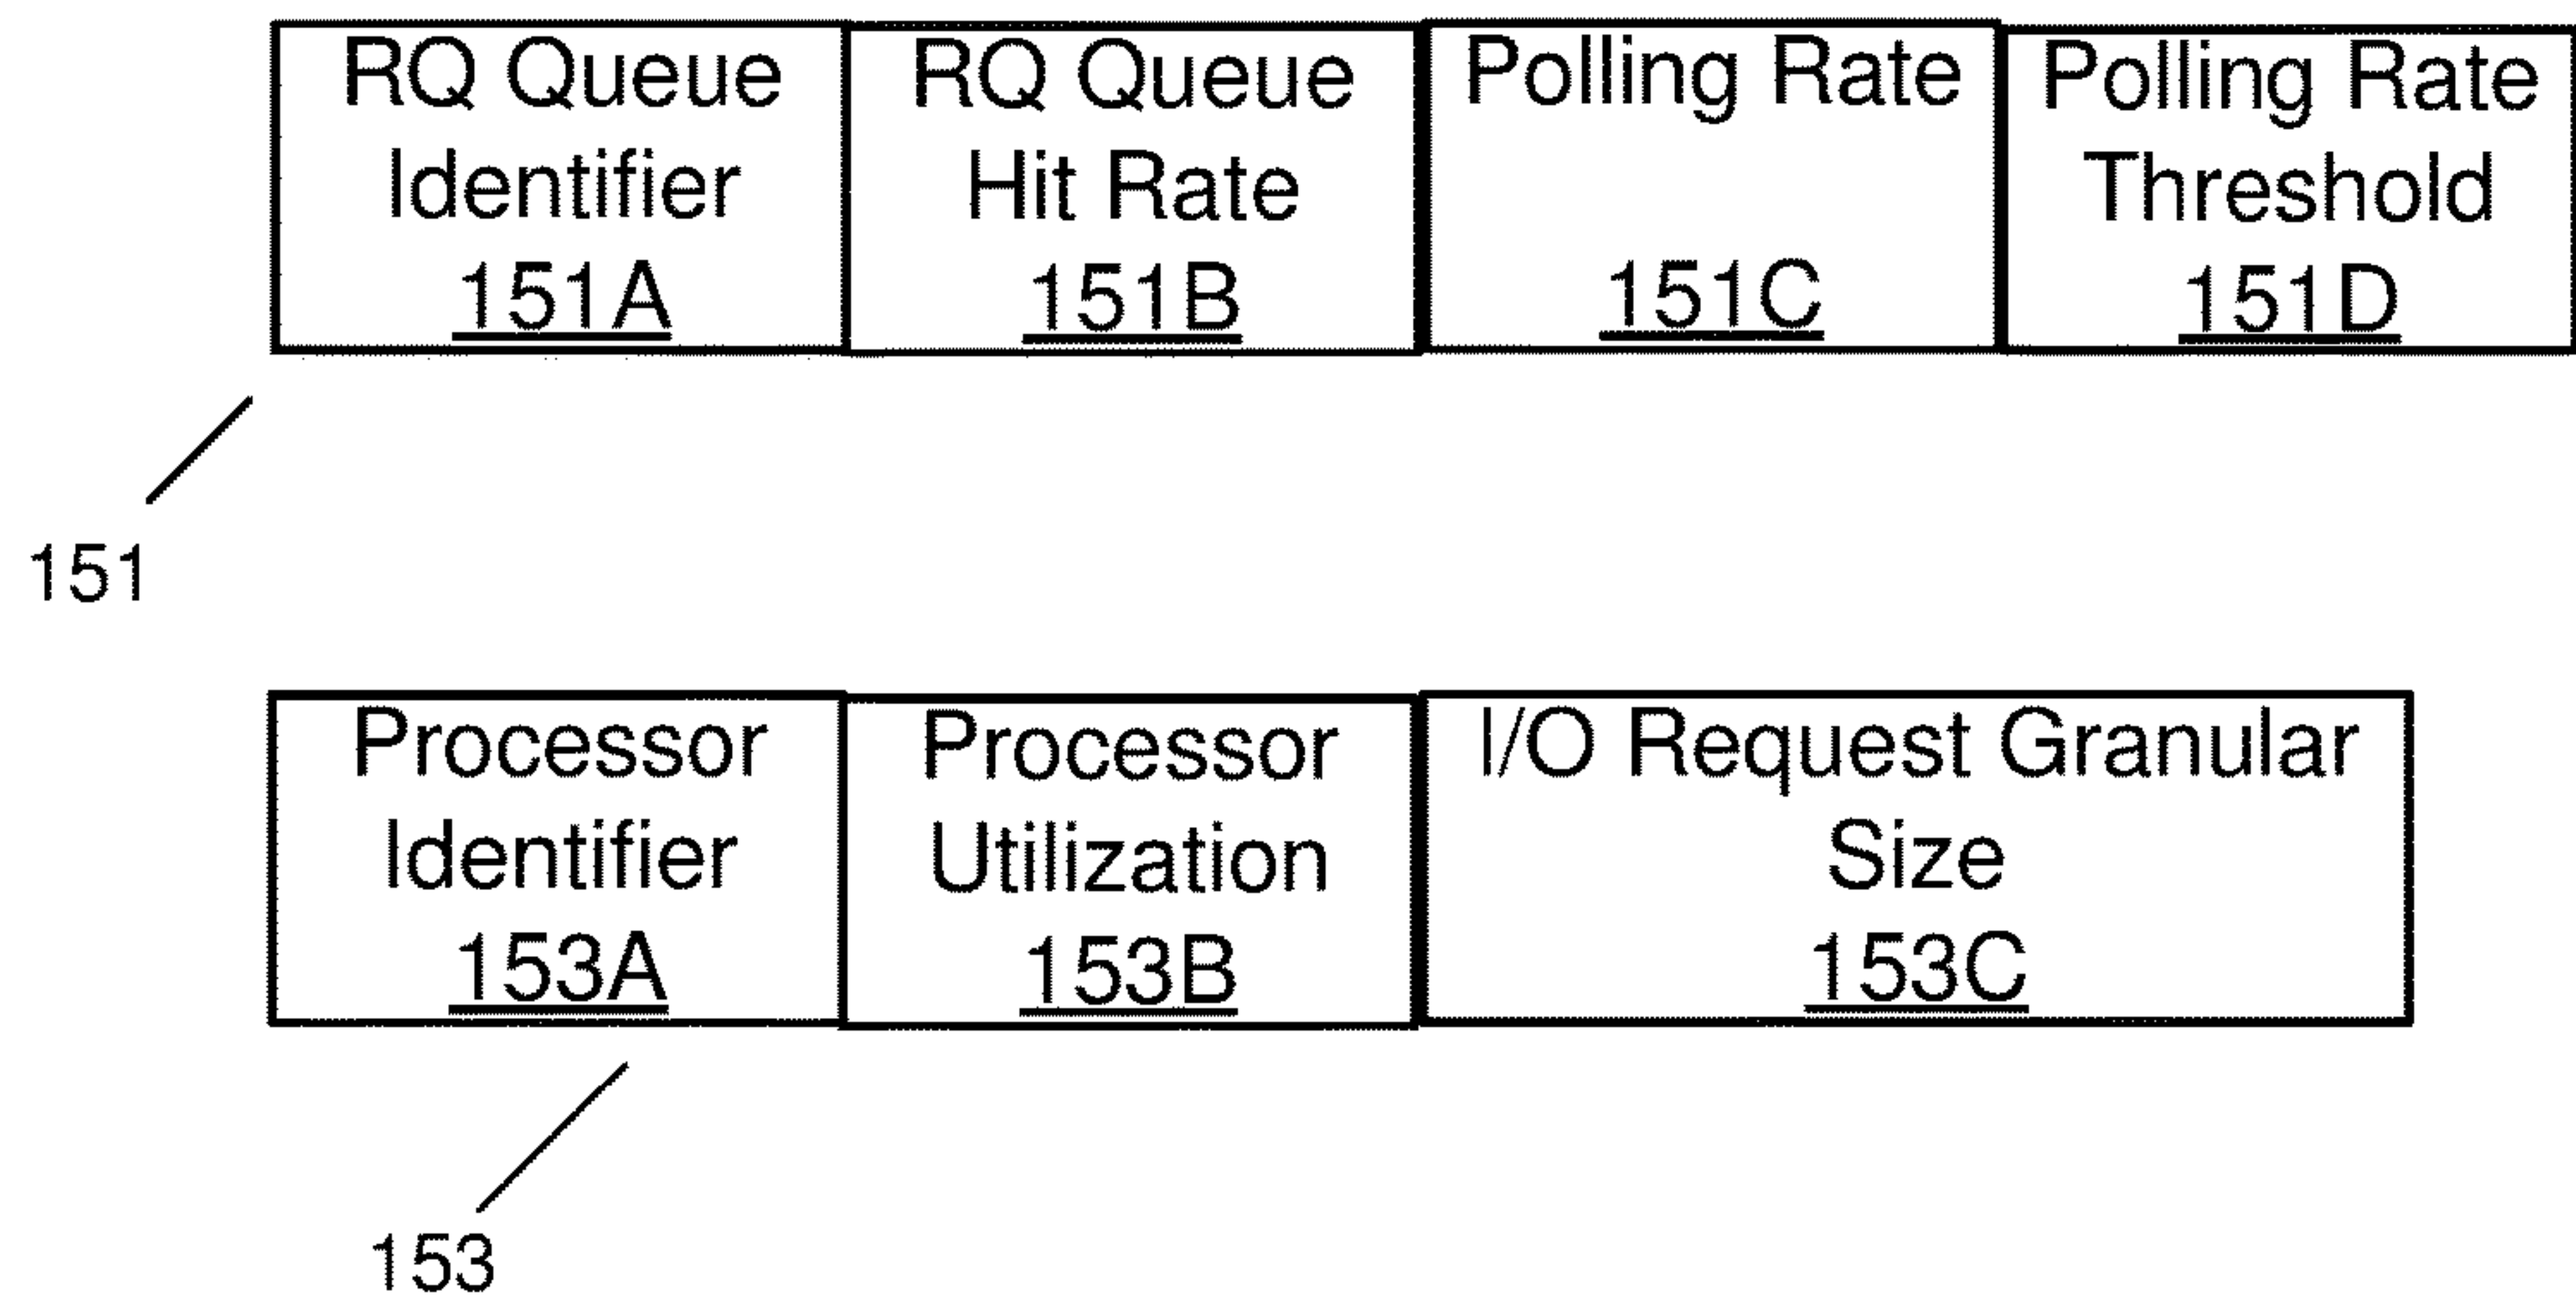 RQ Queue
Identifier
151A
RQ Queue
Hit Rate
151B
Polling Rate
151C
Polling Rate
Threshold
151D
151
Processor
Identifier
153A
Processor
Utilization
153B
I/O Request Granular
Size
153C
153